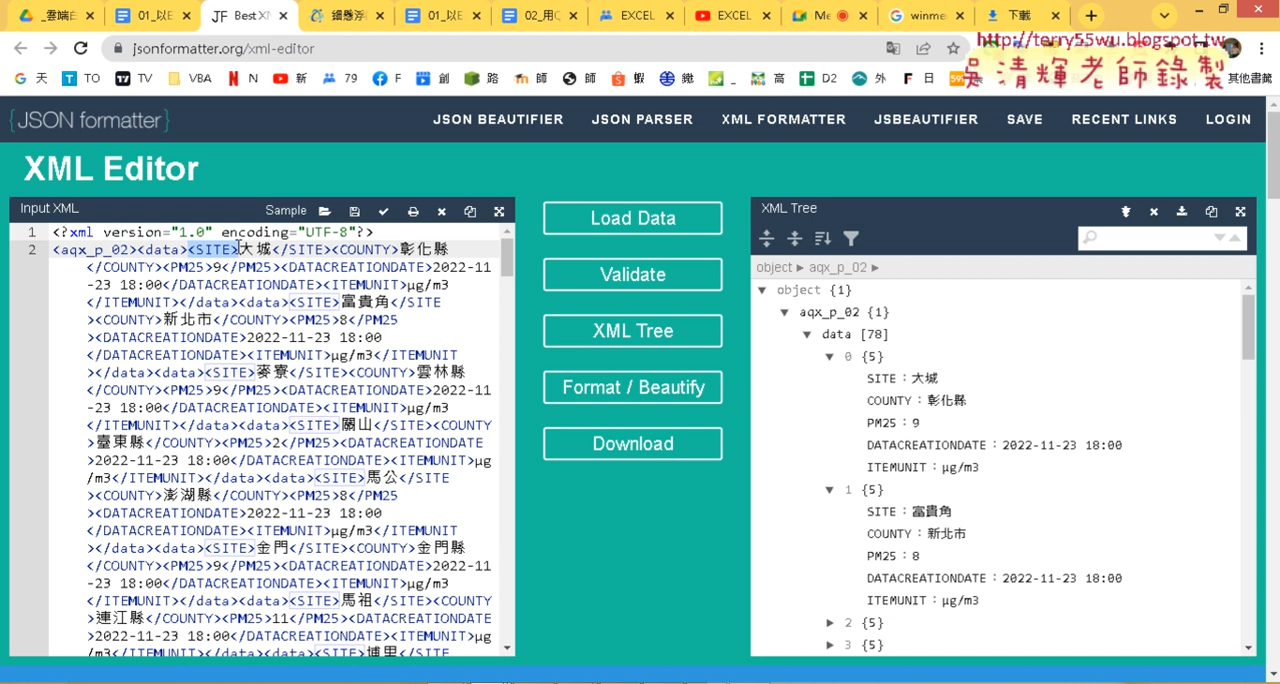 _雲端白
01_以E
Best XM
細懸浮
01_以E
02_用C
EXCEL
EXCEL
Me
winme
下載
jsonformatter.org/xml-editor
http://terry55wu.blogspot.tw
吳清輝老師錄製
天 TO TV VBA N 新 79 F 創 路 師 師 蝦 _ 高 D2 外 日 其他書籤
{JSON formatter}
JSON BEAUTIFIER JSON PARSER XML FORMATTER JSBEAUTIFIER SAVE RECENT LINKS LOGIN
XML Editor
Input XML Sample
1 <?xml version="1.0" encoding="UTF-8"?>
2 <aqx_p_02><data><SITE>大城</SITE><COUNTY>彰化縣
</COUNTY><PM25>9</PM25><DATACREATIONDATE>2022-11
-23 18:00</DATACREATIONDATE><ITEMUNIT>μg/m3
</ITEMUNIT></data><data><SITE>富貴角</SITE
><COUNTY>新北市</COUNTY><PM25>8</PM25
><DATACREATIONDATE>2022-11-23 18:00
</DATACREATIONDATE><ITEMUNIT>μg/m3</ITEMUNIT
></data><data><SITE>麥寮</SITE><COUNTY>雲林縣
</COUNTY><PM25>9</PM25><DATACREATIONDATE>2022-11
-23 18:00</DATACREATIONDATE><ITEMUNIT>μg/m3
</ITEMUNIT></data><data><SITE>關山</SITE><COUNTY
>臺東縣</COUNTY><PM25>2</PM25><DATACREATIONDATE
>2022-11-23 18:00</DATACREATIONDATE><ITEMUNIT>μg
/m3</ITEMUNIT></data><data><SITE>馬公</SITE
><COUNTY>澎湖縣</COUNTY><PM25>8</PM25
><DATACREATIONDATE>2022-11-23 18:00
</DATACREATIONDATE><ITEMUNIT>μg/m3</ITEMUNIT
></data><data><SITE>金門</SITE><COUNTY>金門縣
</COUNTY><PM25>9</PM25><DATACREATIONDATE>2022-11
-23 18:00</DATACREATIONDATE><ITEMUNIT>μg/m3
</ITEMUNIT></data><data><SITE>馬祖</SITE><COUNTY
>連江縣</COUNTY><PM25>11</PM25><DATACREATIONDATE
>2022-11-23 18:00</DATACREATIONDATE><ITEMUNIT>μg
/m3</ITEMUNIT></data><data><SITE>埔里</SITE
Load Data
Validate
XML Tree
Format / Beautify
Download
XML Tree
object ► aqx_p_02 ►
object {1}
aqx_p_02 {1}
data [78]
0 {5}
SITE : 大城
COUNTY : 彰化縣
PM25 : 9
DATACREATIONDATE : 2022-11-23 18:00
ITEMUNIT : μg/m3
1 {5}
SITE : 富貴角
COUNTY : 新北市
PM25 : 8
DATACREATIONDATE : 2022-11-23 18:00
ITEMUNIT : μg/m3
2 {5}
3 {5}